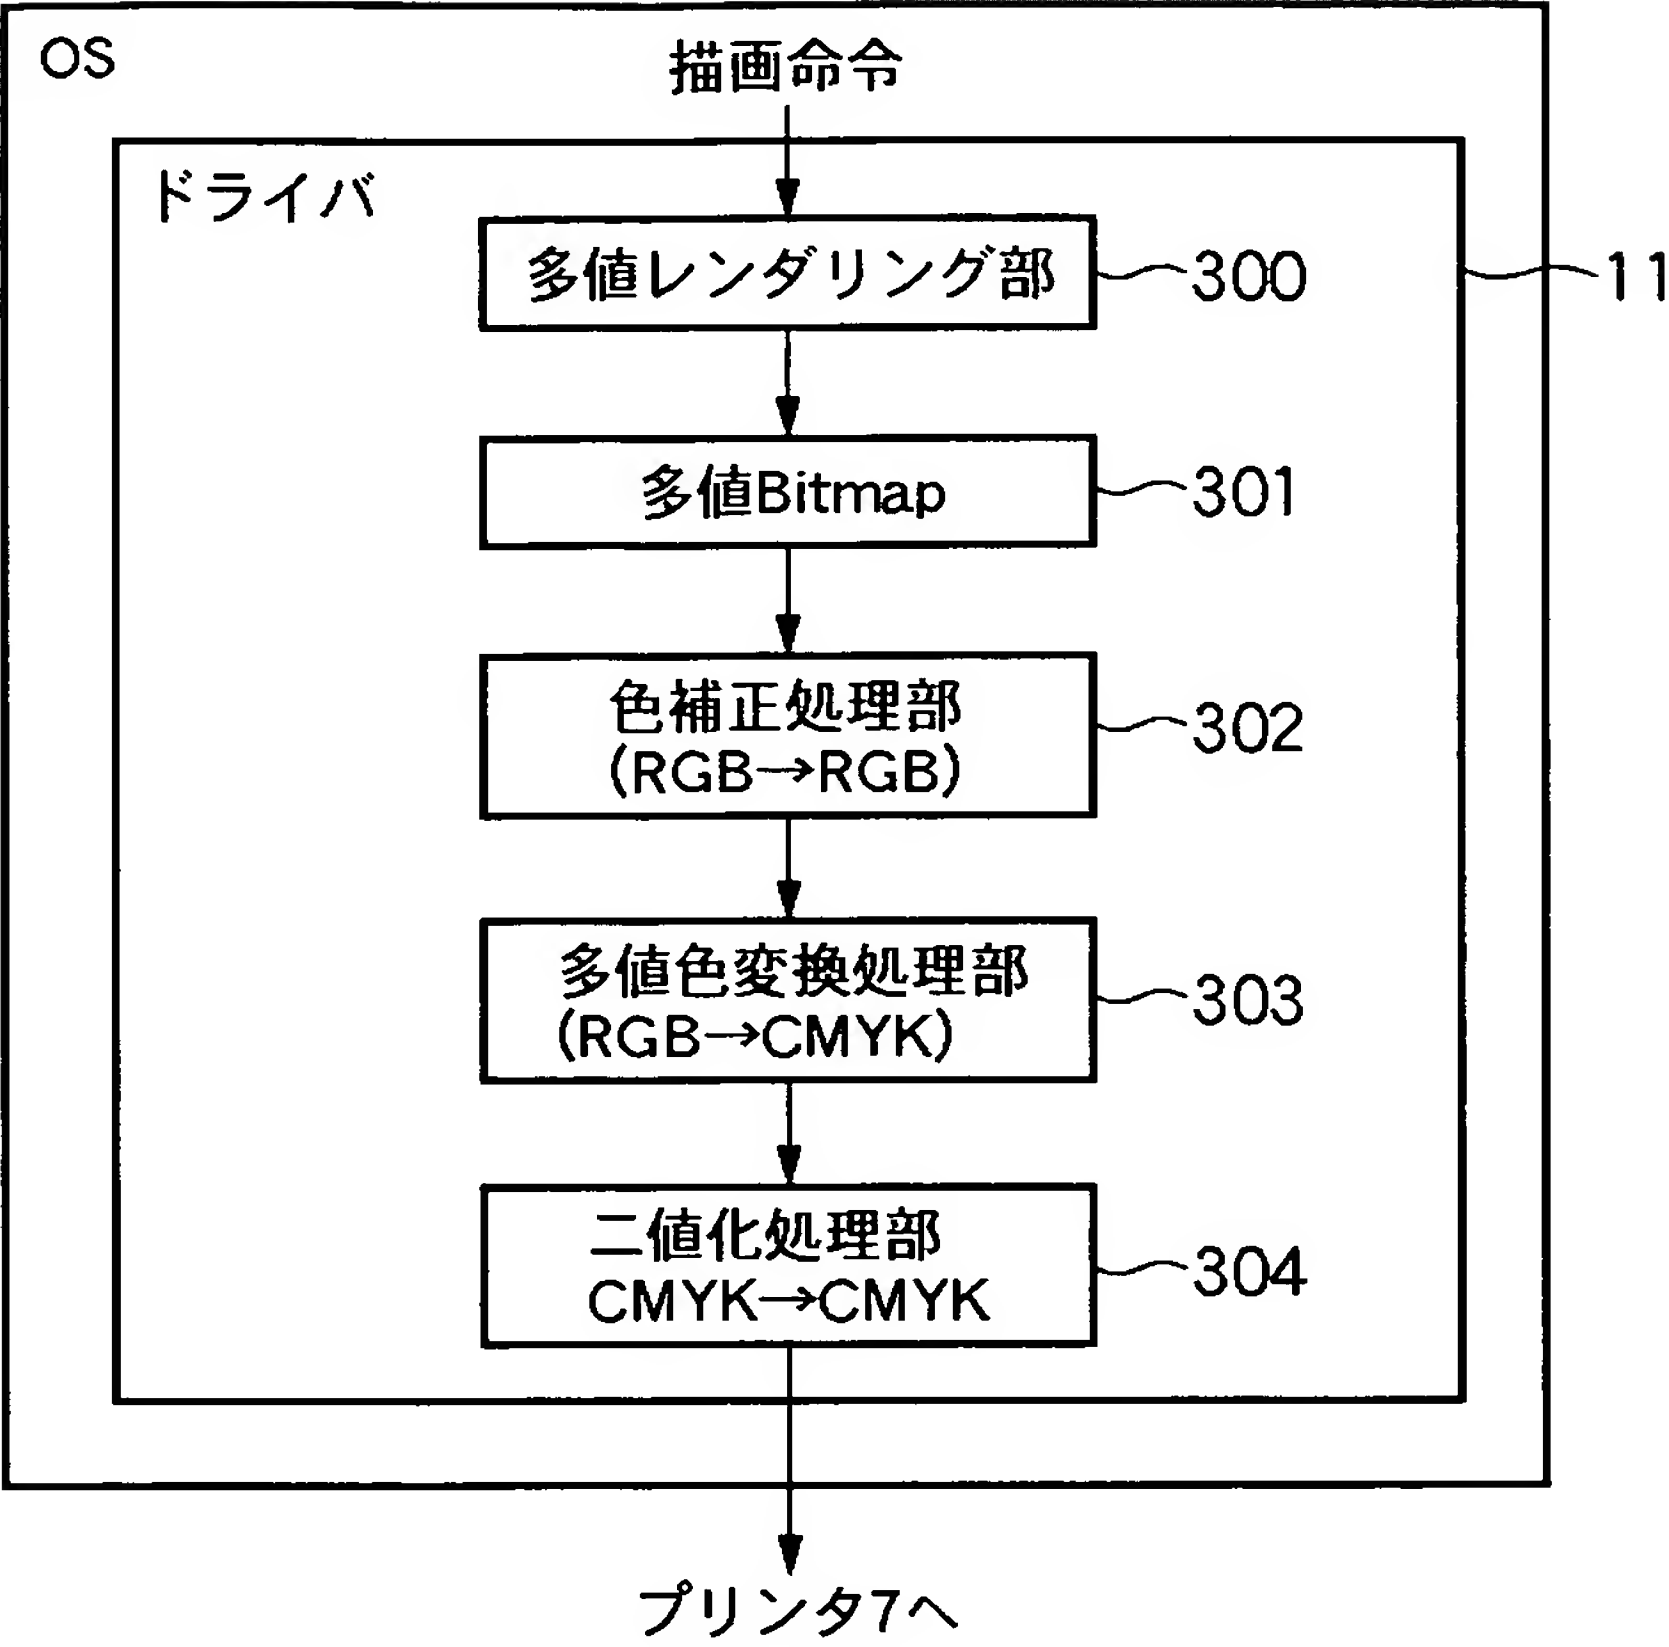 OS
描画命令
ドライバ
多値レンダリング部
300
11
多値Bitmap
301
色補正処理部
(RGB→RGB)
302
多値色変換処理部
(RGB→CMYK)
303
二値化処理部
CMYK→CMYK
304
プリンタ7へ